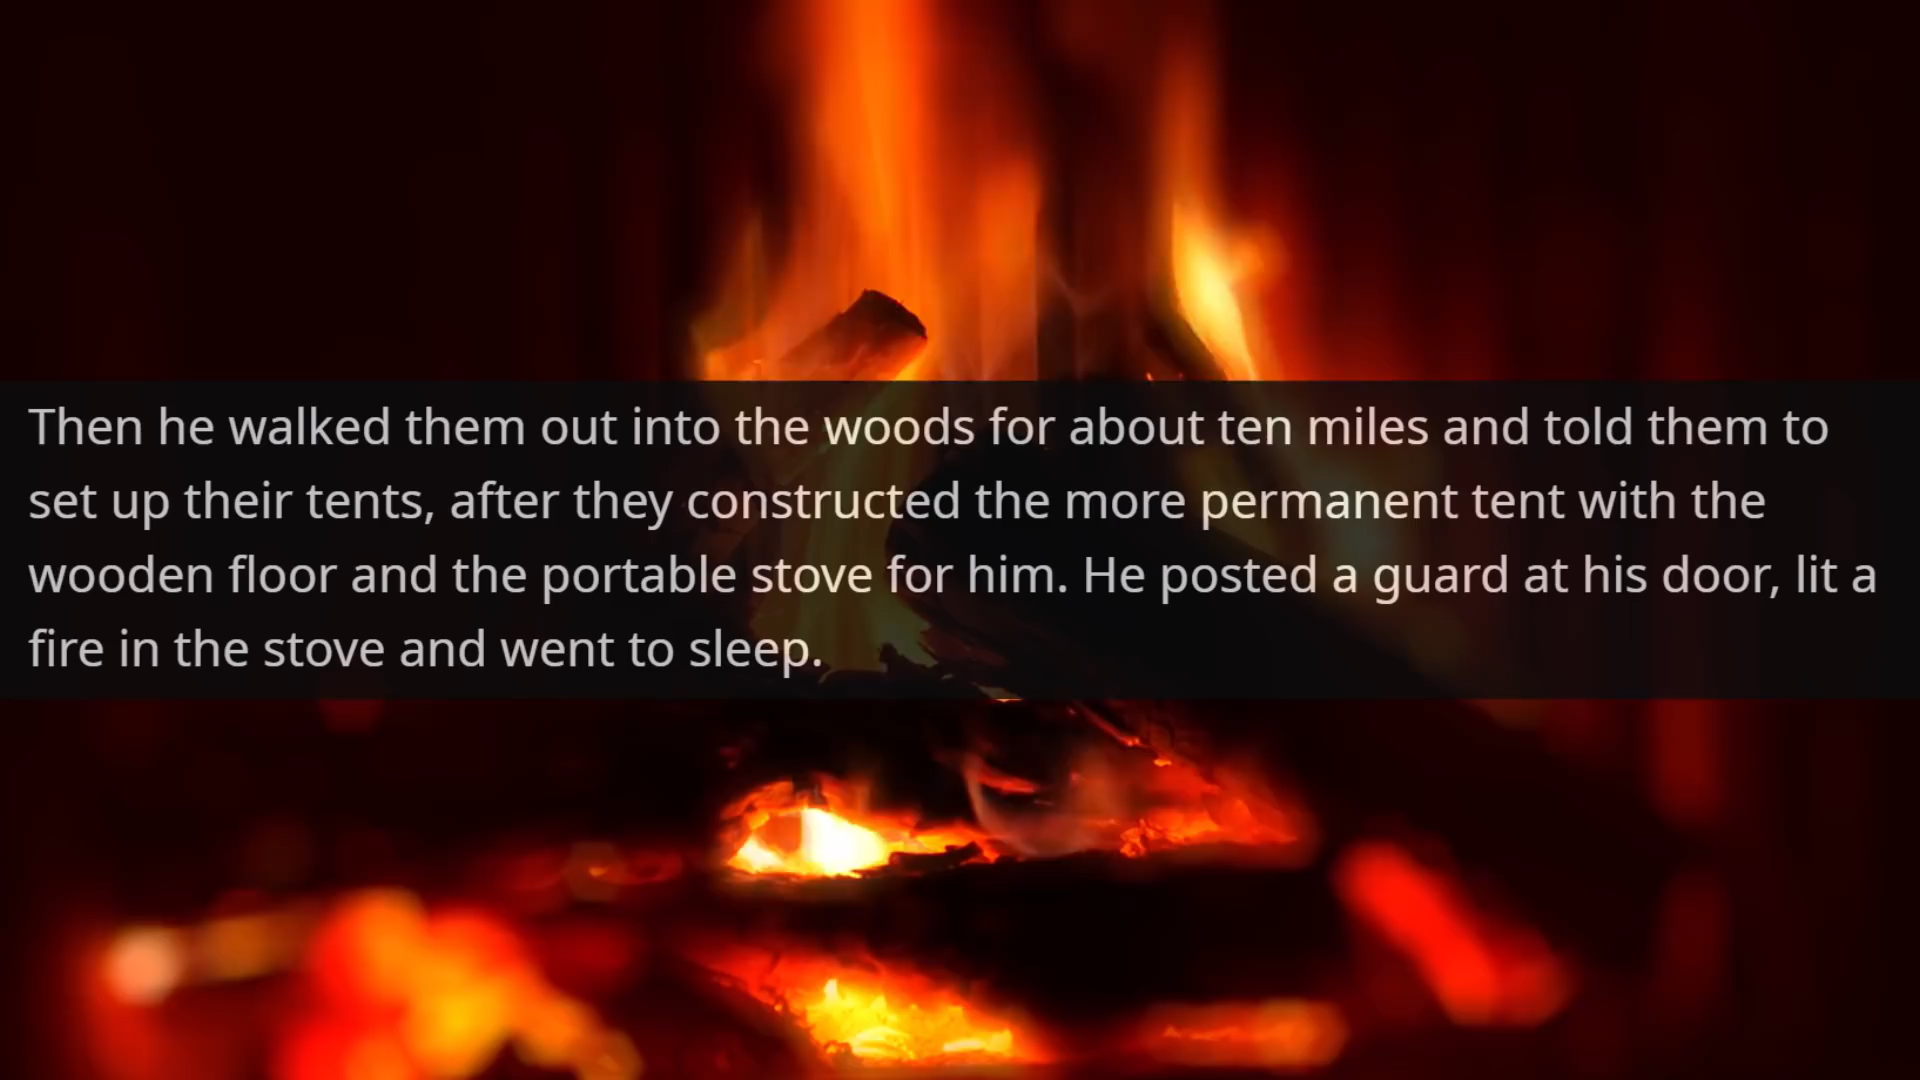 Then he walked them out into the woods for about ten miles and told them to
set up their tents, after they constructed the more permanent tent with the
wooden floor and the portable stove for him. He posted a guard at his door, lit a
fire in the stove and went to sleep.